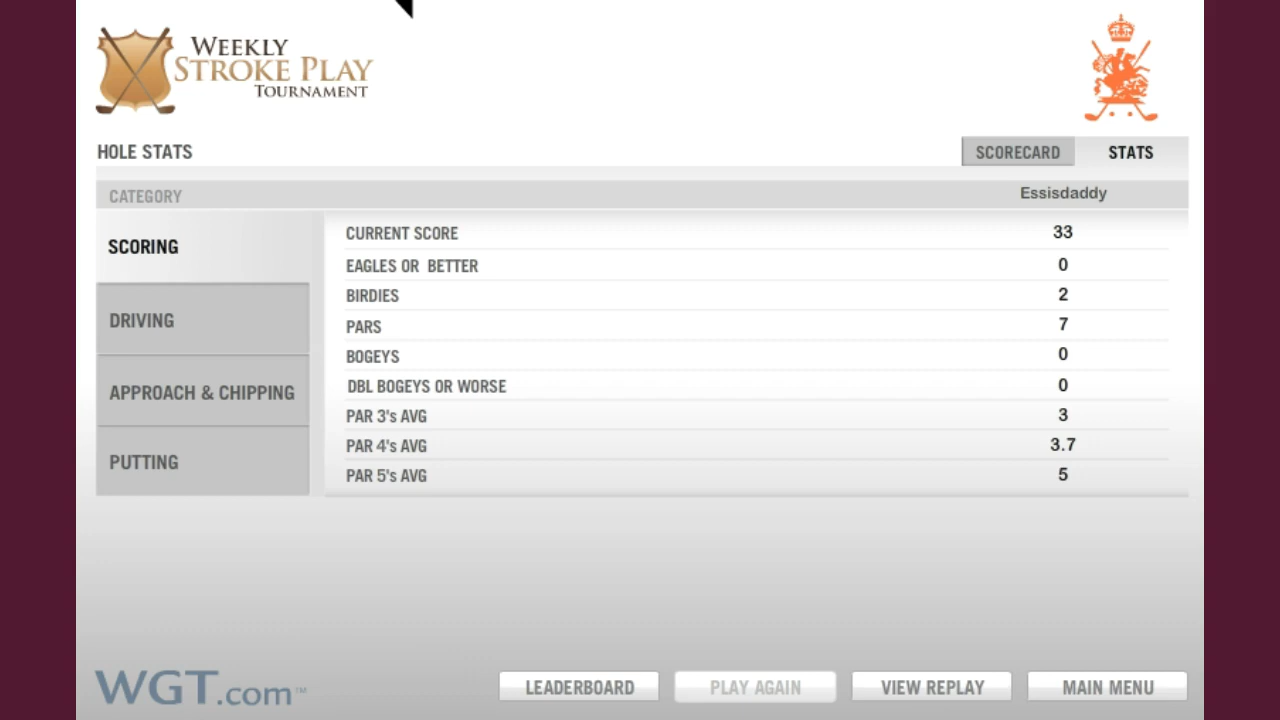 WEEKLY
STROKE PLAY
TOURNAMENT
HOLE STATS
SCORECARD
STATS
CATEGORY
Essisdaddy
SCORING
DRIVING
APPROACH & CHIPPING
PUTTING
CURRENT SCORE 33
EAGLES OR BETTER 0
BIRDIES 2
PARS 7
BOGEYS 0
DBL BOGEYS OR WORSE 0
PAR 3's AVG 3
PAR 4's AVG 3.7
PAR 5's AVG 5
WGT.com™
LEADERBOARD
PLAY AGAIN
VIEW REPLAY
MAIN MENU